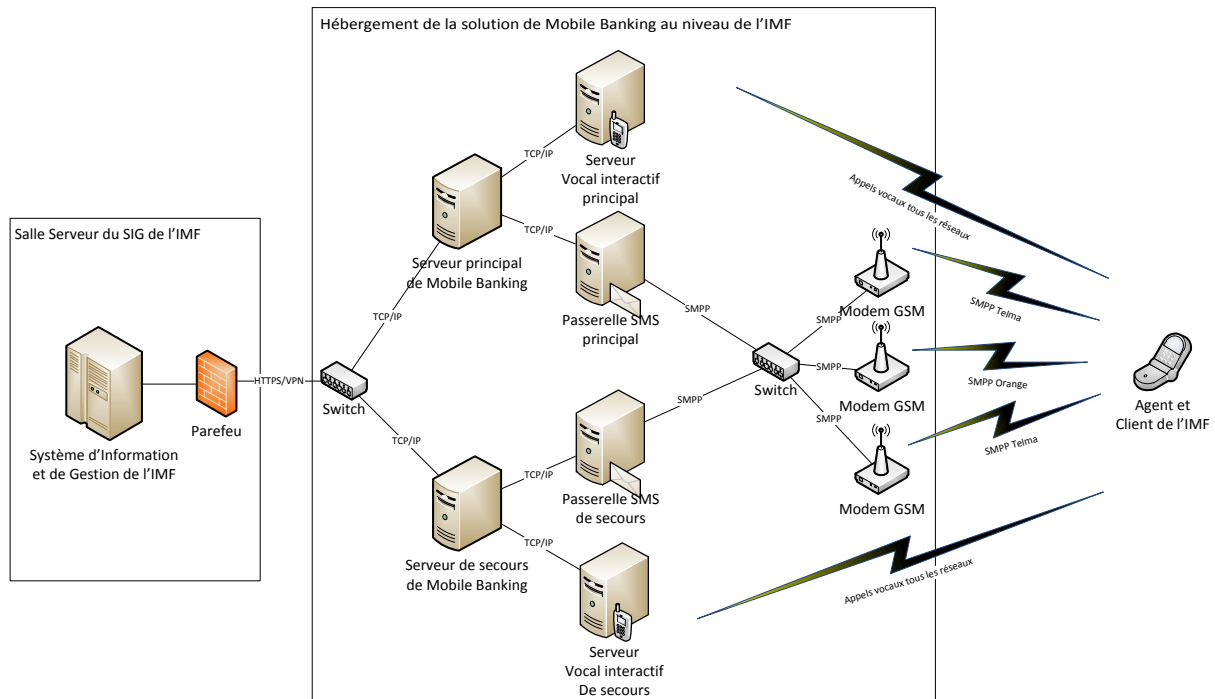 Hébergement de la solution de Mobile Banking au niveau de l'IMF
TCP/IP
Serveur
Vocal interactif
principal
Appels vocaux tous les réseaux
Salle Serveur du SIG de l'IMF
TCP/IP
Serveur principal
de Mobile Banking
Passerelle SMS
principal
SMPP
SMPP
Modem GSM
SMPP Telma
TCP/IP
HTTPS/VPN
Switch
Parefeu
Système d'Information
et de Gestion de l'IMF
SMPP
Switch
Modem GSM
SMPP Orange
Agent et
Client de l'IMF
TCP/IP
SMPP
SMPP
SMPP Telma
Modem GSM
TCP/IP
Passerelle SMS
de secours
Serveur de secours
de Mobile Banking
TCP/IP
Appels vocaux tous les réseaux
Serveur
Vocal interactif
De secours